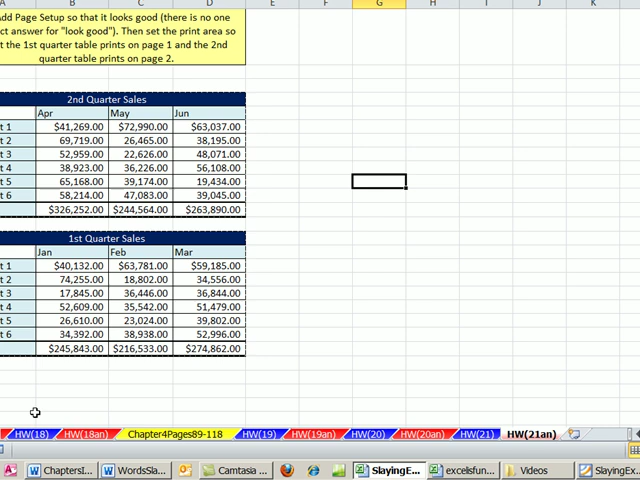 A B C D E F G H I J K
Add Page Setup so that it looks good (there is no one
ct answer for "look good"). Then set the print area so
t the 1st quarter table prints on page 1 and the 2nd
quarter table prints on page 2.
2nd Quarter Sales
Apr May Jun
t 1 $41,269.00 $72,990.00 $63,037.00
t 2 69,719.00 26,465.00 38,195.00
t 3 52,959.00 22,626.00 48,071.00
t 4 38,923.00 36,226.00 56,108.00
t 5 65,168.00 39,174.00 19,434.00
t 6 58,214.00 47,083.00 39,045.00
$326,252.00 $244,564.00 $263,890.00
1st Quarter Sales
Jan Feb Mar
t 1 $40,132.00 $63,781.00 $59,185.00
t 2 74,255.00 18,802.00 34,556.00
t 3 17,845.00 36,446.00 36,844.00
t 4 52,609.00 35,542.00 51,479.00
t 5 26,610.00 23,024.00 39,802.00
t 6 34,392.00 38,938.00 52,996.00
$245,843.00 $216,533.00 $274,862.00
HW(18) HW(18an) Chapter4Pages89-118 HW(19) HW(19an) HW(20) HW(20an) HW(21) HW(21an)
ChaptersI... WordsSla... Camtasia ... SlayingE... excelisfun... Videos SlayingEx...